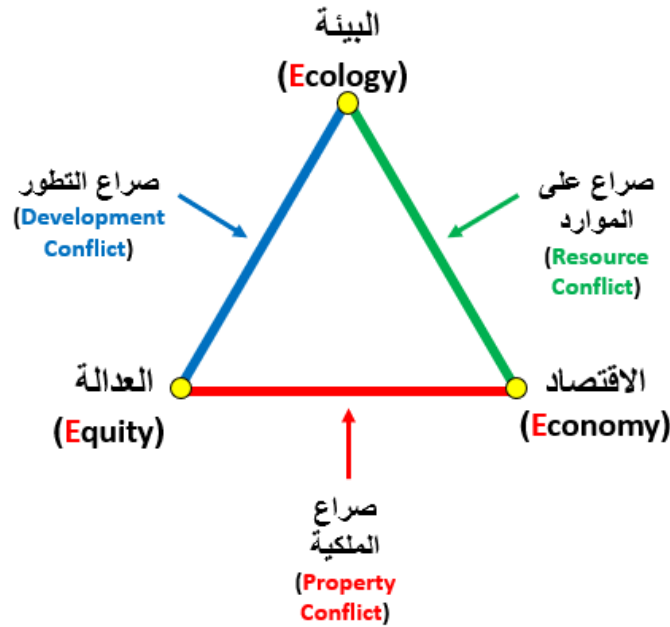 البيئة
(Ecology)
صراع التطور
(Development
Conflict)
صراع على
الموارد
(Resource
Conflict)
العدالة
(Equity)
الاقتصاد
(Economy)
صراع
الملكية
(Property
Conflict)